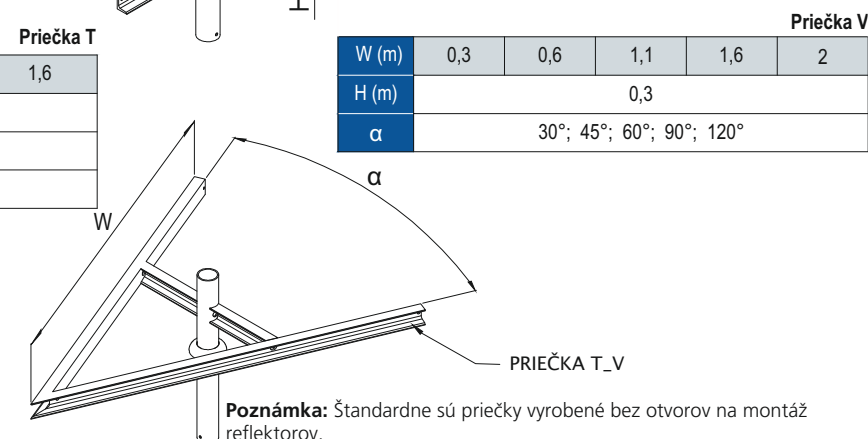 H
Priečka T
1,6
Priečka V
W (m) 0,3 0,6 1,1 1,6 2
H (m) 0,3
α 30°; 45°; 60°; 90°; 120°
α
W
PRIEČKA T_V
Poznámka: Štandardne sú priečky vyrobené bez otvorov na montáž
reflektorov.